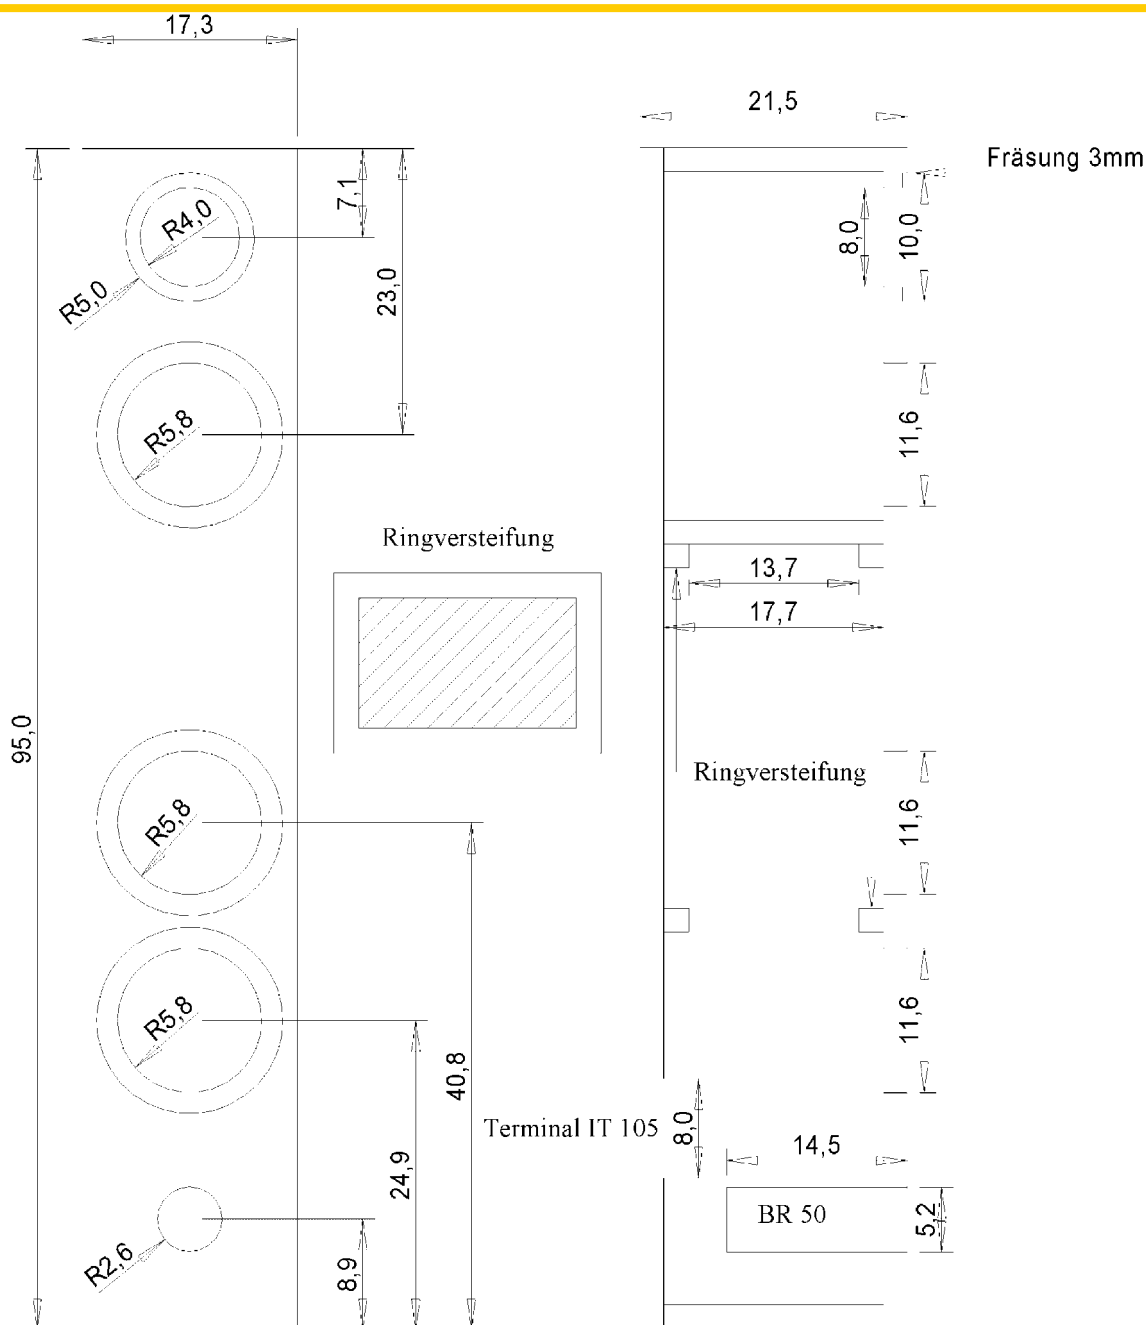 17,3
21,5
Fräsung 3mm
7,1
R4,0
8,0
10,0
R5,0
23,0
R5,8
11,6
Ringversteifung
13,7
17,7
95,0
Ringversteifung
R5,8
11,6
R5,8
11,6
40,8
Terminal IT 105
8,0
14,5
24,9
BR 50
5,2
R2,6
8,9